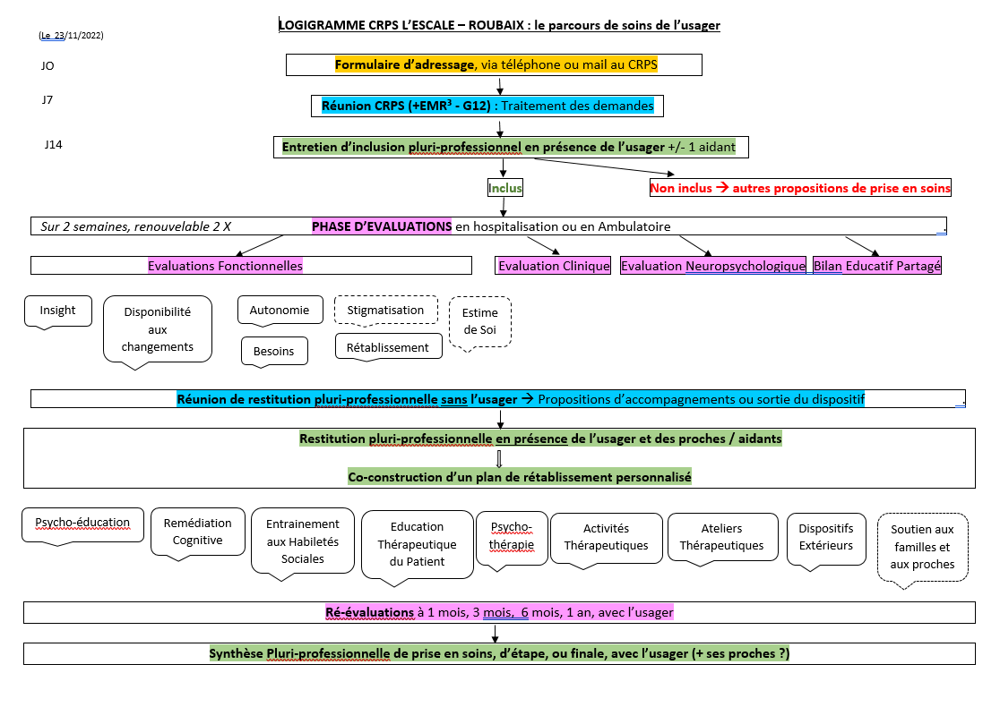 LOGIGRAMME CRPS L’ESCALE – ROUBAIX : le parcours de soins de l’usager
(Le 23/11/2022)
JO
Formulaire d’adressage, via téléphone ou mail au CRPS
J7
Réunion CRPS (+EMR³ - G12) : Traitement des demandes
J14
Entretien d’inclusion pluri-professionnel en présence de l’usager +/- 1 aidant
Inclus
Non inclus → autres propositions de prise en soins
Sur 2 semaines, renouvelable 2 X
PHASE D’EVALUATIONS en hospitalisation ou en Ambulatoire
Evaluations Fonctionnelles
Evaluation Clinique
Evaluation Neuropsychologique
Bilan Educatif Partagé
Insight
Disponibilité
aux
changements
Autonomie
Besoins
Stigmatisation
Rétablissement
Estime
de Soi
Réunion de restitution pluri-professionnelle sans l’usager → Propositions d’accompagnements ou sortie du dispositif
Restitution pluri-professionnelle en présence de l’usager et des proches / aidants
Co-construction d’un plan de rétablissement personnalisé
Psycho-éducation
Remédiation
Cognitive
Entrainement
aux Habiletés
Sociales
Education
Thérapeutique
du Patient
Psycho-
thérapie
Activités
Thérapeutiques
Ateliers
Thérapeutiques
Dispositifs
Extérieurs
Soutien aux
familles et
aux proches
Ré-évaluations à 1 mois, 3 mois, 6 mois, 1 an, avec l’usager
Synthèse Pluri-professionnelle de prise en soins, d’étape, ou finale, avec l’usager (+ ses proches ?)